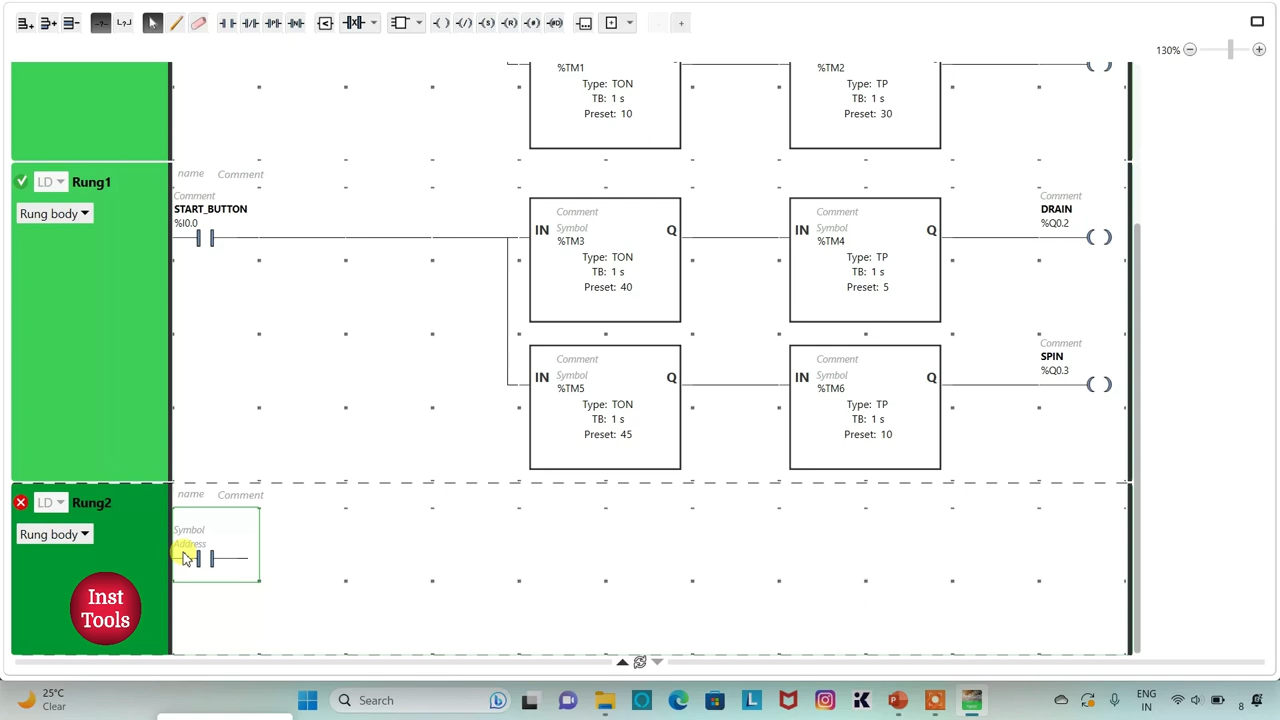 130%
%TM1
Type: TON
TB: 1 s
Preset: 10
%TM2
Type: TP
TB: 1 s
Preset: 30
LD Rung1
Rung body
name Comment
Comment
START_BUTTON
%I0.0
Comment
Symbol
IN Q
%TM3
Type: TON
TB: 1 s
Preset: 40
Comment
Symbol
IN Q
%TM4
Type: TP
TB: 1 s
Preset: 5
Comment
DRAIN
%Q0.2
Comment
Symbol
IN Q
%TM5
Type: TON
TB: 1 s
Preset: 45
Comment
Symbol
IN Q
%TM6
Type: TP
TB: 1 s
Preset: 10
Comment
SPIN
%Q0.3
LD Rung2
Rung body
name Comment
Symbol
Address
Inst
Tools
25°C
Clear
Search
ENG
IN
8